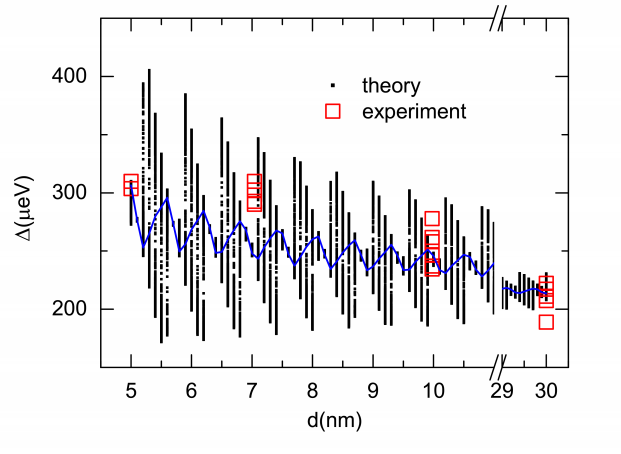 400
300
200
Δ(μeV)
theory
experiment
5 6 7 8 9 10 29 30
d(nm)